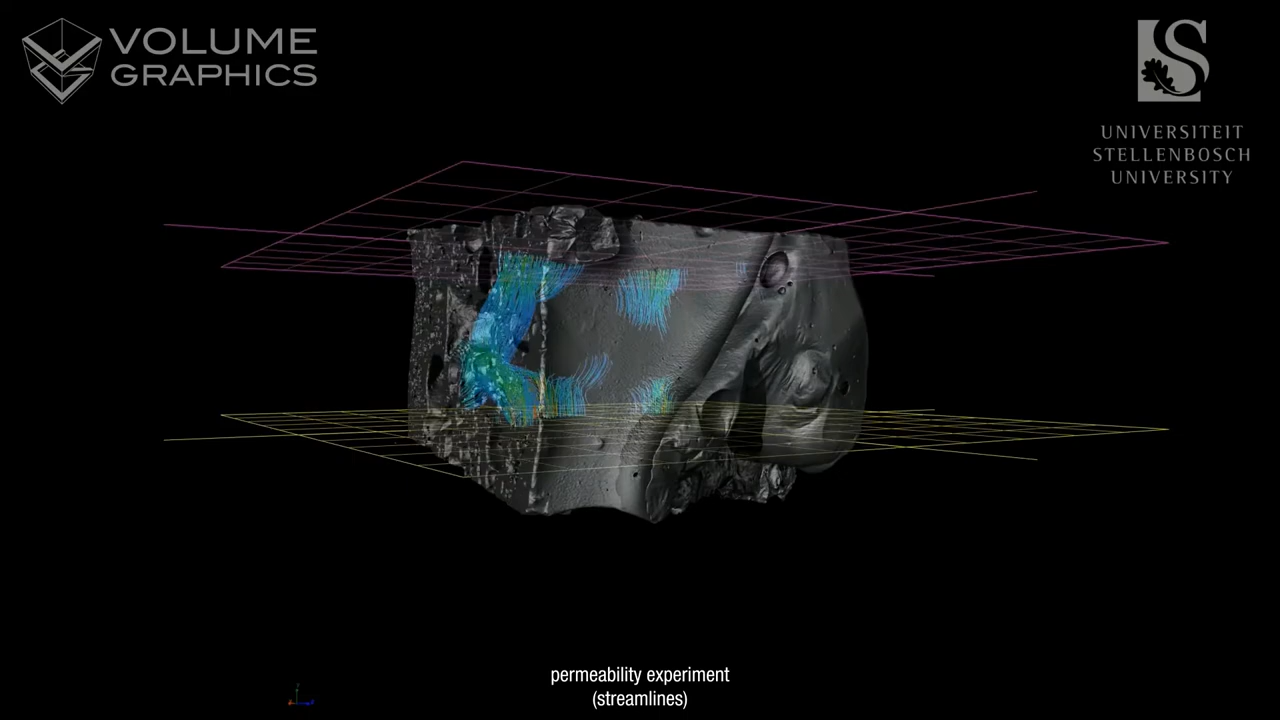 VOLUME
GRAPHICS
UNIVERSITEIT
STELLENBOSCH
UNIVERSITY
permeability experiment
(streamlines)